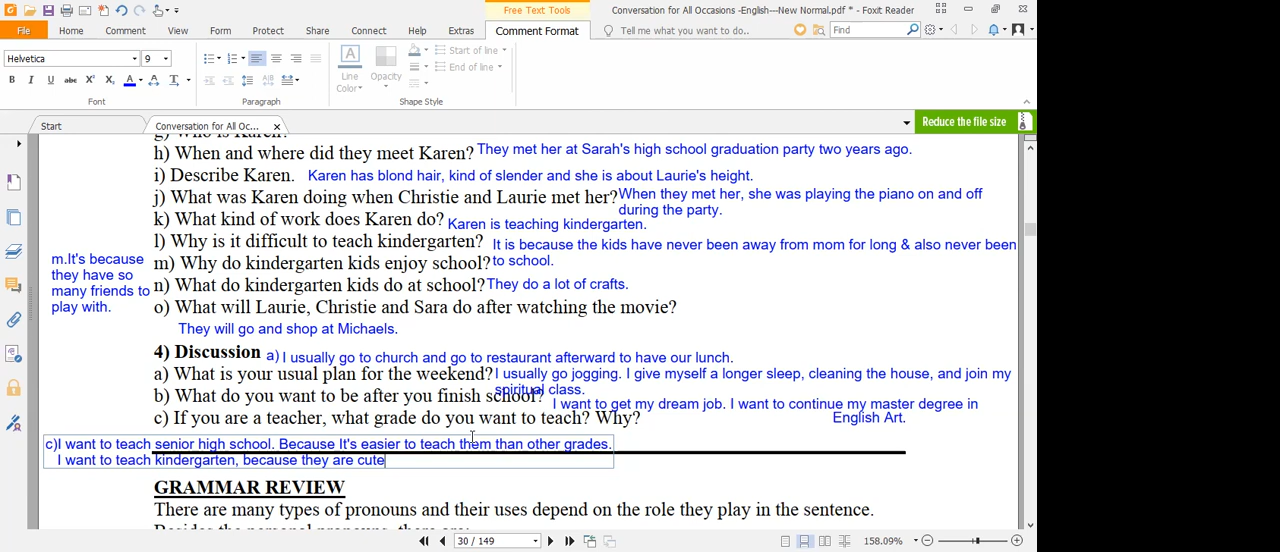 Free Text Tools
Conversation for All Occasions -English---New Normal.pdf * - Foxit Reader
File Home Comment View Form Protect Share Connect Help Extras Comment Format Tell me what you want to do.. Find
Helvetica 9
Start of line
End of line
B I U abc X² X₂ A
Line Color Opacity
Font Paragraph Shape Style
Start Conversation for All Occ... Reduce the file size
h) When and where did they meet Karen? They met her at Sarah's high school graduation party two years ago.
i) Describe Karen. Karen has blond hair, kind of slender and she is about Laurie's height.
j) What was Karen doing when Christie and Laurie met her? When they met her, she was playing the piano on and off
during the party.
k) What kind of work does Karen do? Karen is teaching kindergarten.
l) Why is it difficult to teach kindergarten? It is because the kids have never been away from mom for long & also never been
to school.
m) Why do kindergarten kids enjoy school?
m.It's because
they have so
many friends to
play with.
n) What do kindergarten kids do at school? They do a lot of crafts.
o) What will Laurie, Christie and Sara do after watching the movie?
They will go and shop at Michaels.
4) Discussion a) I usually go to church and go to restaurant afterward to have our lunch.
a) What is your usual plan for the weekend? I usually go jogging. I give myself a longer sleep, cleaning the house, and join my
spiritual class.
b) What do you want to be after you finish school? I want to get my dream job. I want to continue my master degree in
English Art.
c) If you are a teacher, what grade do you want to teach? Why?
c)I want to teach senior high school. Because It's easier to teach them than other grades.
I want to teach kindergarten, because they are cute
GRAMMAR REVIEW
There are many types of pronouns and their uses depend on the role they play in the sentence.
30 / 149 158.09%